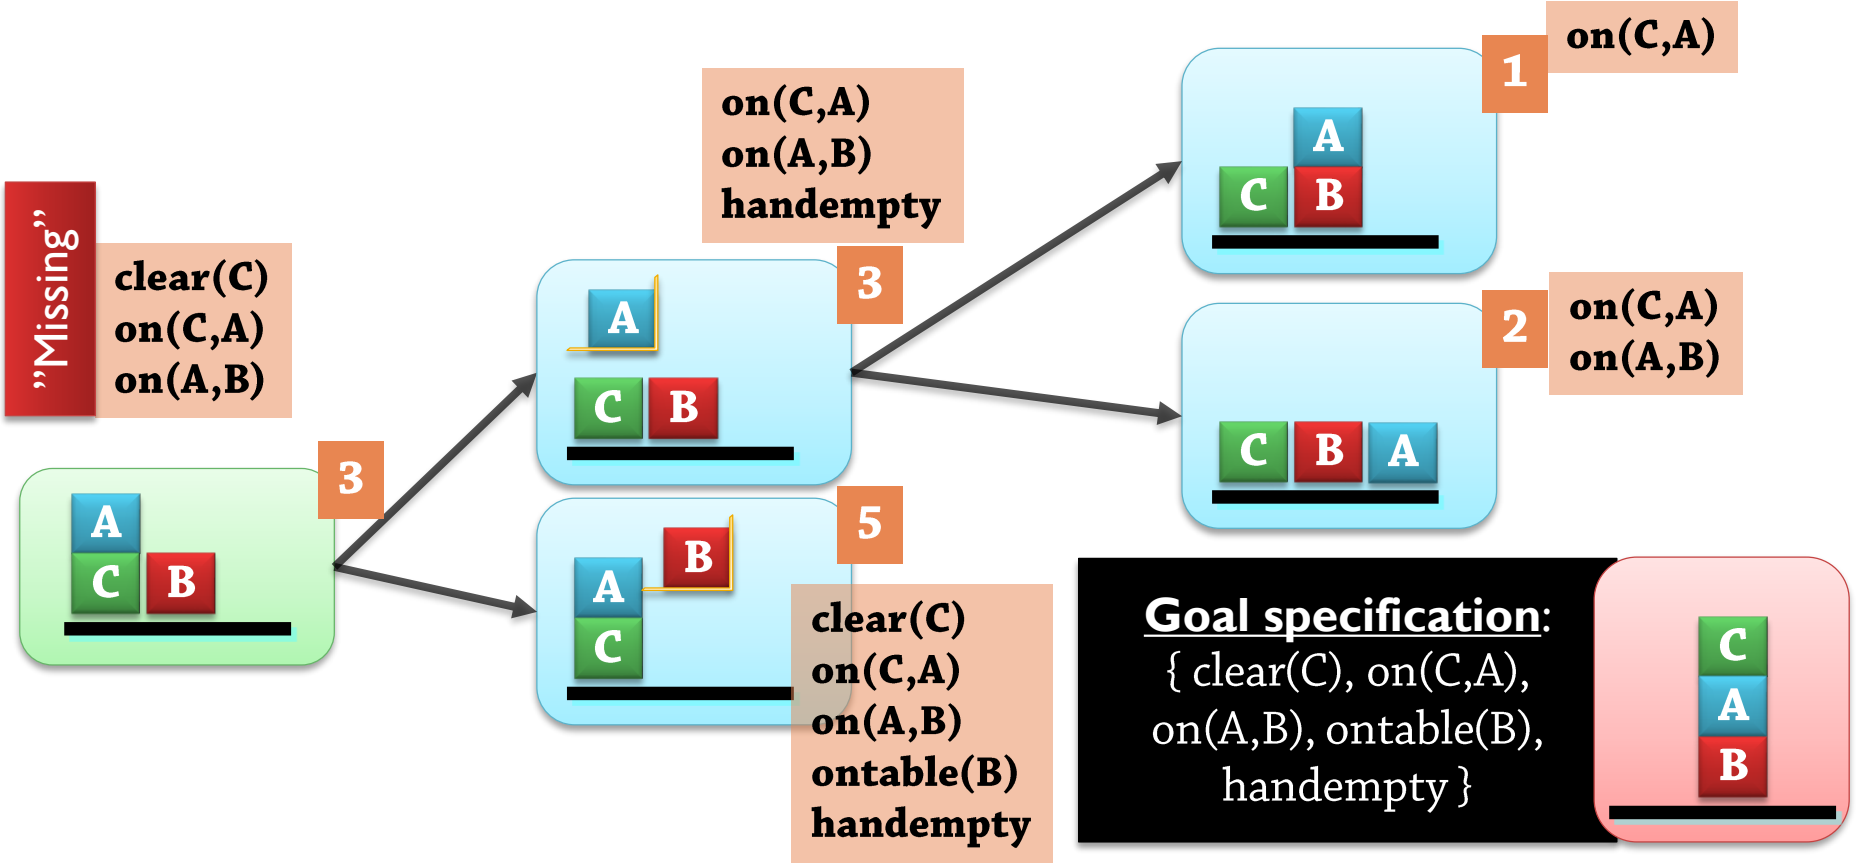 ”Missing”
clear(C)
on(C,A)
on(A,B)
3
A
C B
on(C,A)
on(A,B)
handempty
3
A
C B
5
B
A
C
clear(C)
on(C,A)
on(A,B)
ontable(B)
handempty
on(C,A)
1
A
C B
2
on(C,A)
on(A,B)
C B A
Goal specification:
{ clear(C), on(C,A),
on(A,B), ontable(B),
handempty }
C
A
B